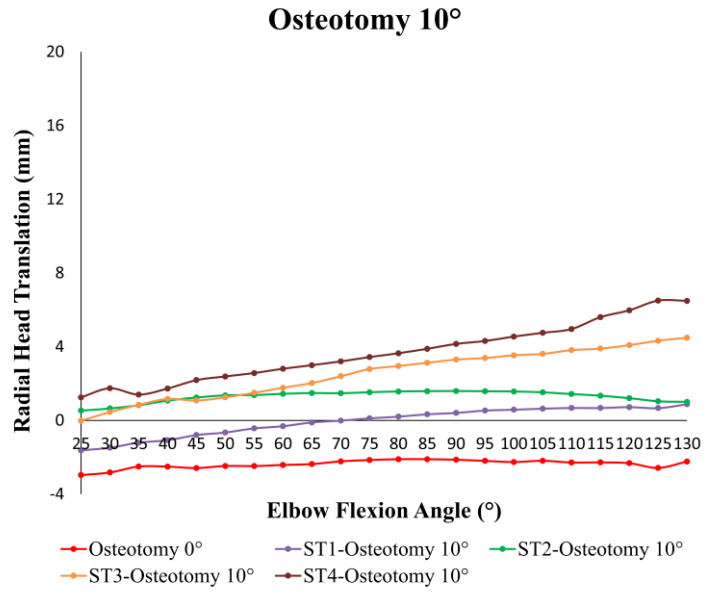 Osteotomy 10°
20
16
12
8
4
0
-4
Radial Head Translation (mm)
25 30 35 40 45 50 55 60 65 70 75 80 85 90 95 100 105 110 115 120 125 130
Elbow Flexion Angle (°)
Osteotomy 0° ST1-Osteotomy 10° ST2-Osteotomy 10°
ST3-Osteotomy 10° ST4-Osteotomy 10°